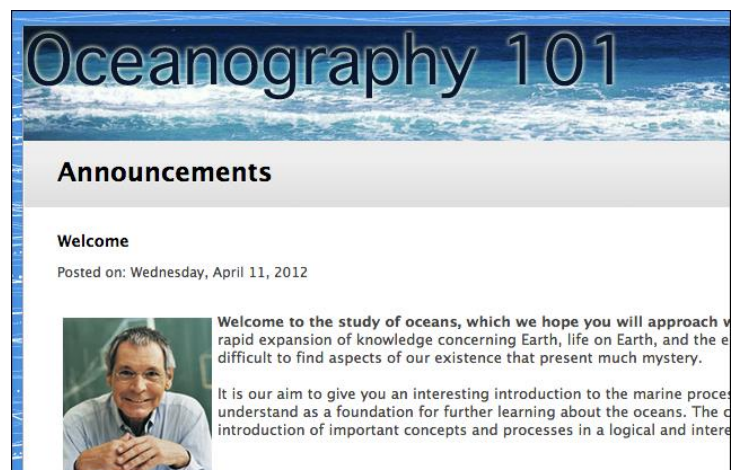 Oceanography 101
Announcements
Welcome
Posted on: Wednesday, April 11, 2012
Welcome to the study of oceans, which we hope you will approach
rapid expansion of knowledge concerning Earth, life on Earth, and the
difficult to find aspects of our existence that present much mystery.
It is our aim to give you an interesting introduction to the marine
understand as a foundation for further learning about the oceans. The
introduction of important concepts and processes in a logical and